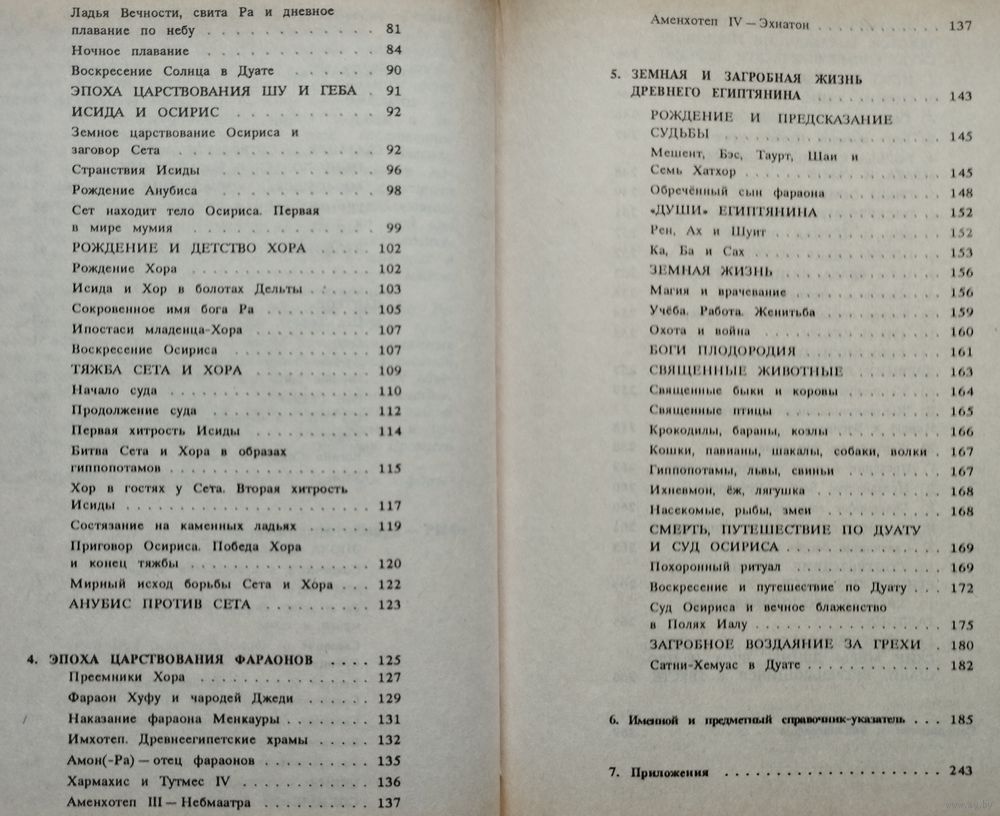 Ладья Вечности, свита Ра и дневное
плавание по небу . . . . . . . . . . . 81
Ночное плавание . . . . . . . . . . . 84
Воскресение Солнца в Дуате . . . . . . 90
ЭПОХА ЦАРСТВОВАНИЯ ШУ И ГЕБА . 91
ИСИДА И ОСИРИС . . . . . . . . . . 92
Земное царствование Осириса и
заговор Сета . . . . . . . . . . . . . 92
Странствия Исиды . . . . . . . . . . 96
Рождение Анубиса . . . . . . . . . . 98
Сет находит тело Осириса. Первая
в мире мумия . . . . . . . . . . . . 99
РОЖДЕНИЕ И ДЕТСТВО ХОРА . . . . 102
Рождение Хора . . . . . . . . . . . . 102
Исида и Хор в болотах Дельты . . . . . 103
Сокровенное имя бога Ра . . . . . . . 105
Ипостаси младенца-Хора . . . . . . . 107
Воскресение Осириса . . . . . . . . . 107
ТЯЖБА СЕТА И ХОРА . . . . . . . . 109
Начало суда . . . . . . . . . . . . . 110
Продолжение суда . . . . . . . . . . 112
Первая хитрость Исиды . . . . . . . . 114
Битва Сета и Хора в образах
гиппопотамов . . . . . . . . . . . . . 115
Хор в гостях у Сета. Вторая хитрость
Исиды . . . . . . . . . . . . . . . . 117
Состязание на каменных ладьях . . . . . 119
Приговор Осириса. Победа Хора
и конец тяжбы . . . . . . . . . . . . 120
Мирный исход борьбы Сета и Хора . . . 122
АНУБИС ПРОТИВ СЕТА . . . . . . . 123
4. ЭПОХА ЦАРСТВОВАНИЯ ФАРАОНОВ . . . . 125
Преемники Хора . . . . . . . . . . . 127
Фараон Хуфу и чародей Джеди . . . . . 129
Наказание фараона Менкауры . . . . . . 131
Имхотеп. Древнеегипетские храмы . . . . . 132
Амон(-Ра) — отец фараонов . . . . . . . 135
Хармахис и Тутмес IV . . . . . . . . . 136
Аменхотеп III — Небмаатра . . . . . . . 137
Аменхотеп IV — Эхнатон . . . . . . . . . 137
5. ЗЕМНАЯ И ЗАГРОБНАЯ ЖИЗНЬ
ДРЕВНЕГО ЕГИПТЯНИНА . . . . . . . . 143
РОЖДЕНИЕ И ПРЕДСКАЗАНИЕ
СУДЬБЫ . . . . . . . . . . . . . . . 145
Мешент, Бэс, Таурт, Шаи и
Семь Хатхор . . . . . . . . . . . . . 145
Обречённый сын фараона . . . . . . . 148
«ДУШИ» ЕГИПТЯНИНА . . . . . . . . 152
Рен, Ах и Шуит . . . . . . . . . . . 152
Ка, Ба и Сах . . . . . . . . . . . . 153
ЗЕМНАЯ ЖИЗНЬ . . . . . . . . . . . 156
Магия и врачевание . . . . . . . . . . 156
Учёба. Работа. Женитьба . . . . . . . . 159
Охота и война . . . . . . . . . . . . 160
БОГИ ПЛОДОРОДИЯ . . . . . . . . . 161
СВЯЩЕННЫЕ ЖИВОТНЫЕ . . . . . . 163
Священные быки и коровы . . . . . . . 164
Священные птицы . . . . . . . . . . . 165
Крокодилы, бараны, козлы . . . . . . . 166
Кошки, павианы, шакалы, собаки, волки . 167
Гиппопотамы, львы, свиньи . . . . . . . 167
Ихневмон, ёж, лягушка . . . . . . . . 168
Насекомые, рыбы, змеи . . . . . . . . 168
СМЕРТЬ, ПУТЕШЕСТВИЕ ПО ДУАТУ
И СУД ОСИРИСА . . . . . . . . . . . 169
Похоронный ритуал . . . . . . . . . . 169
Воскресение и путешествие по Дуату . . . 172
Суд Осириса и вечное блаженство
в Полях Иалу . . . . . . . . . . . . . 175
ЗАГРОБНОЕ ВОЗДАЯНИЕ ЗА ГРЕХИ . 180
Сатни-Хемуас в Дуате . . . . . . . . . 182
6. Именной и предметный справочник-указатель . . . 185
7. Приложения . . . . . . . . . . . . . . . . 243